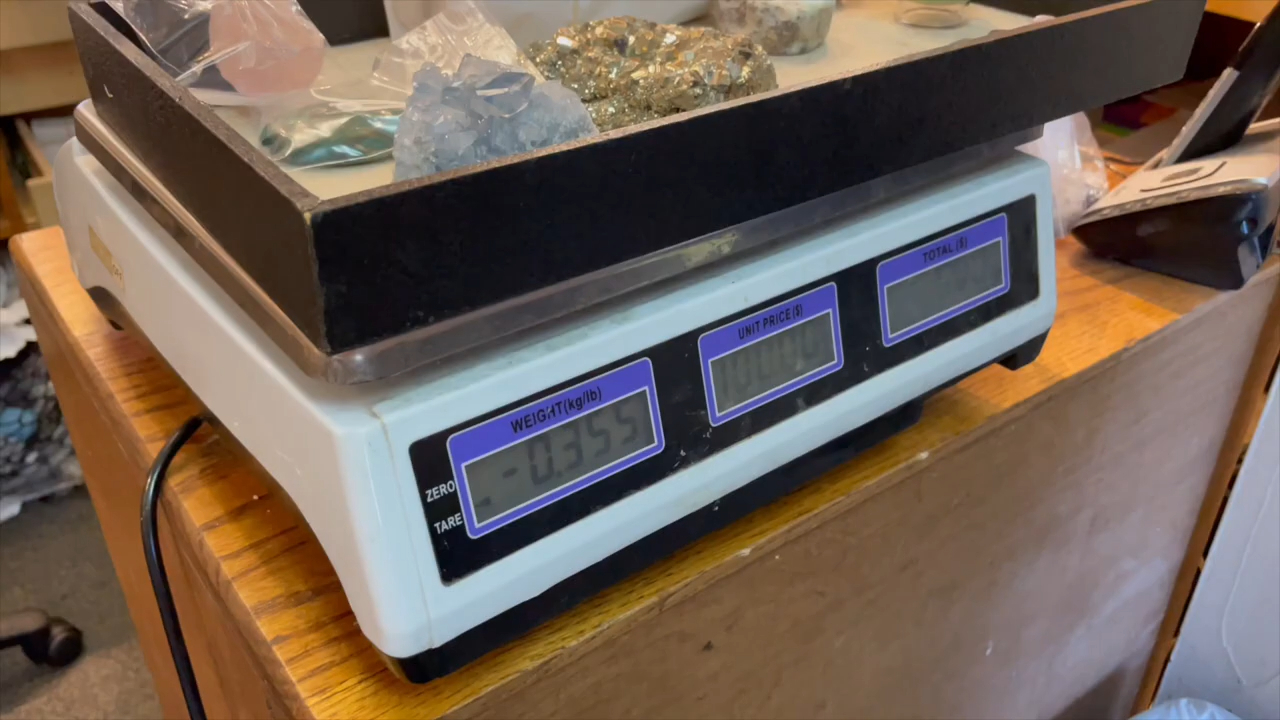 WEIGHT(kg/lb)
-0.355
ZERO
TARE
UNIT PRICE($)
TOTAL ($)